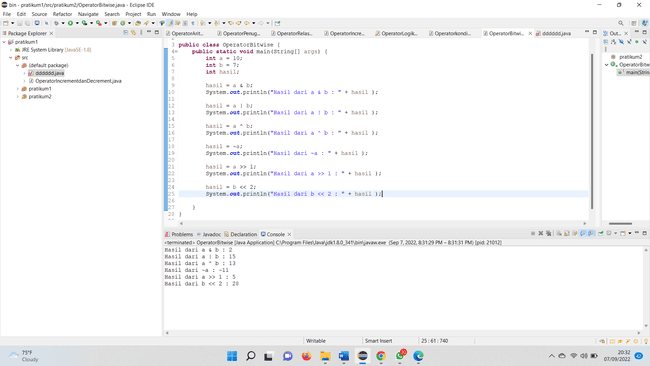 bin - pratikum1/src/pratikum2/OperatorBitwise.java - Eclipse IDE
File Edit Source Refactor Navigate Search Project Run Window Help
Package Explorer
pratikum1
JRE System Library [JavaSE-1.8]
src
(default package)
dddddd.java
OperatorIncrementdanDecrement.java
pratikum1
pratikum2
OperatorArit... OperatorPenug... OperatorRelas... OperatorIncre... OperatorLogik... Operatorkondi... OperatorBitwis... dddddd.java
3 public class OperatorBitwise {
4 public static void main(String[] args) {
5 int a = 10;
6 int b = 7;
7 int hasil;
8
9 hasil = a & b;
10 System.out.println("Hasil dari a & b : " + hasil );
11
12 hasil = a | b;
13 System.out.println("Hasil dari a | b : " + hasil );
14
15 hasil = a ^ b;
16 System.out.println("Hasil dari a ^ b : " + hasil );
17
18 hasil = ~a;
19 System.out.println("Hasil dari ~a : " + hasil );
20
21 hasil = a >> 1;
22 System.out.println("Hasil dari a >> 1 : " + hasil );
23
24 hasil = b << 2;
25 System.out.println("Hasil dari b << 2 : " + hasil );
26
27 }
28 }
Out...
pratikum2
OperatorBitwi
main(Strin
Problems Javadoc Declaration Console
<terminated> OperatorBitwise [Java Application] C:\Program Files\Java\jdk1.8.0_341\bin\javaw.exe (Sep 7, 2022, 8:31:29 PM – 8:31:31 PM) [pid: 21012]
Hasil dari a & b : 2
Hasil dari a | b : 15
Hasil dari a ^ b : 13
Hasil dari ~a : -11
Hasil dari a >> 1 : 5
Hasil dari b << 2 : 28
Writable Smart Insert 25 : 61 : 740
75°F
Cloudy
20:32
07/09/2022